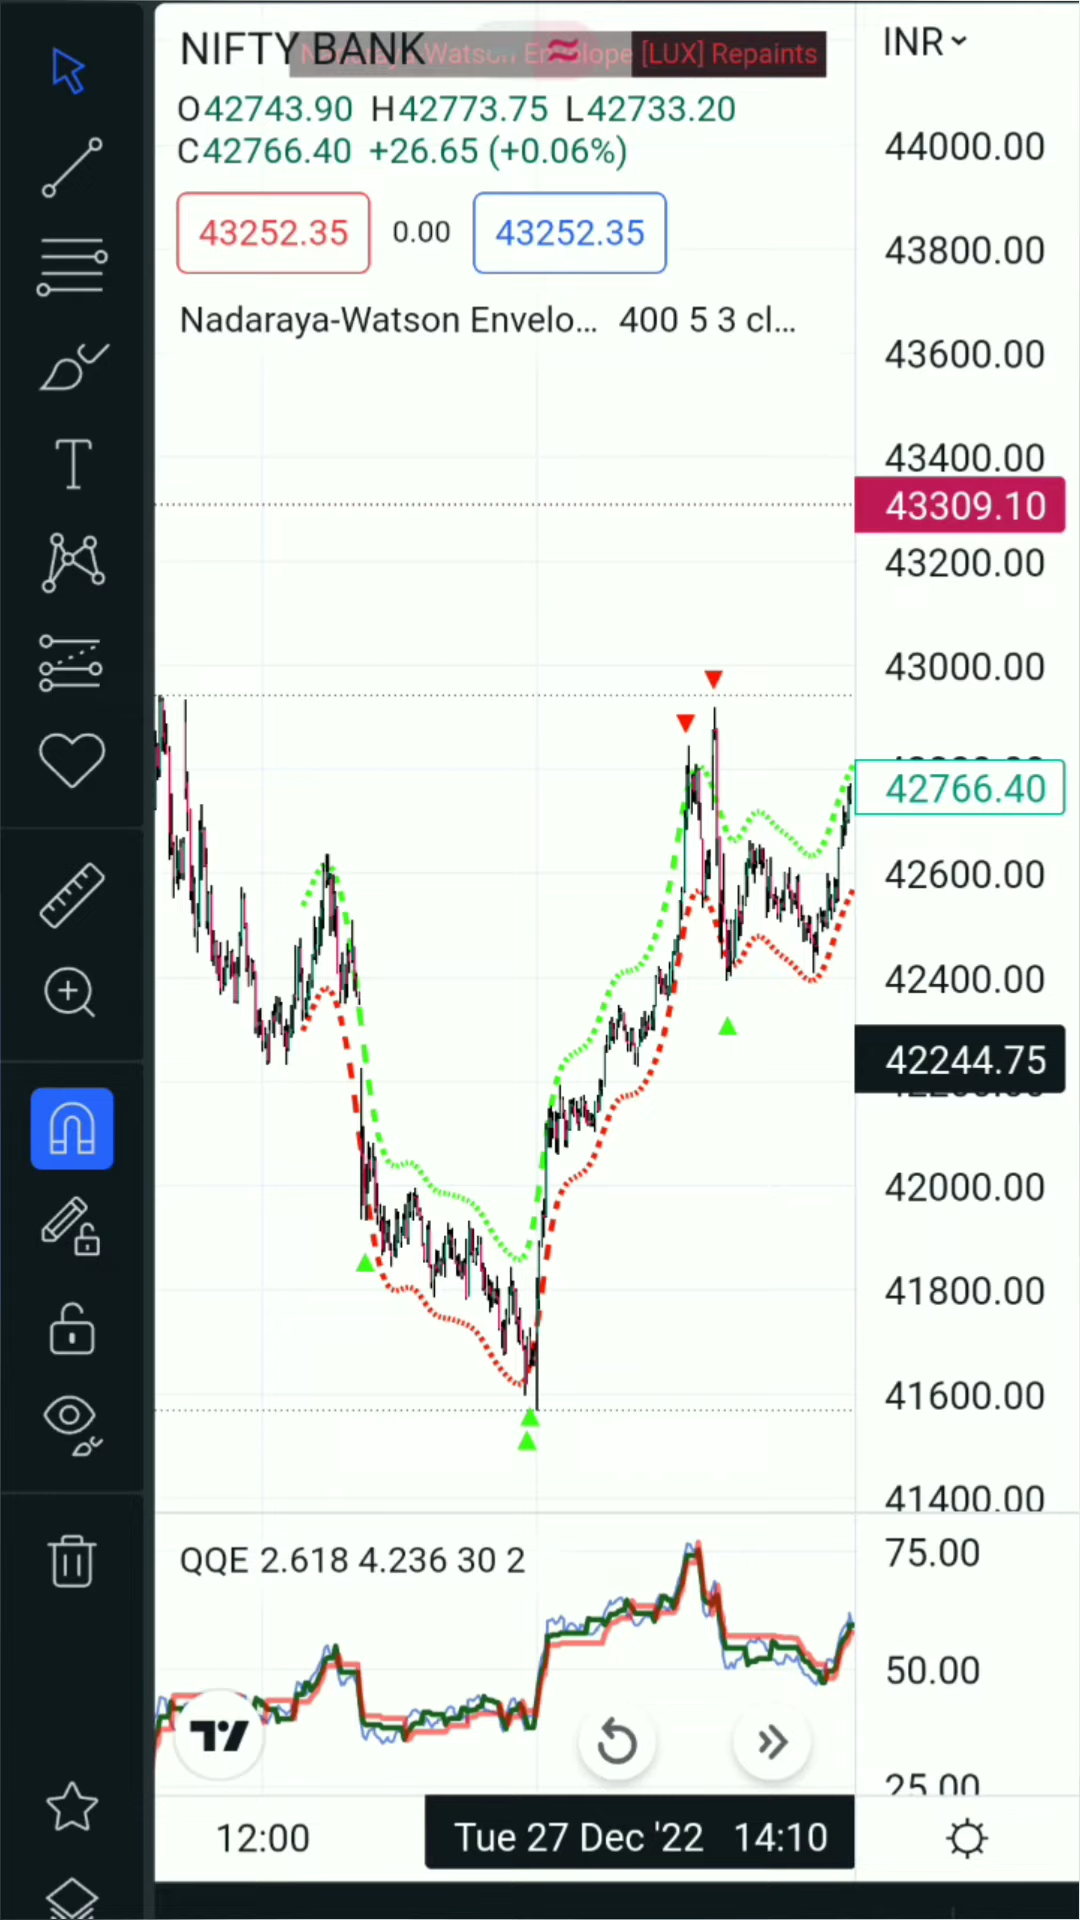 NIFTY BANK
Nadaraya-Watson Envelope [LUX] Repaints
INR
O42743.90 H42773.75 L42733.20
C42766.40 +26.65 (+0.06%)
43252.35 0.00 43252.35
Nadaraya-Watson Envelo... 400 5 3 cl...
44000.00
43800.00
43600.00
43400.00
43309.10
43200.00
43000.00
42766.40
42600.00
42400.00
42244.75
42000.00
41800.00
41600.00
41400.00
QQE 2.618 4.236 30 2
75.00
50.00
25.00
12:00
Tue 27 Dec '22 14:10